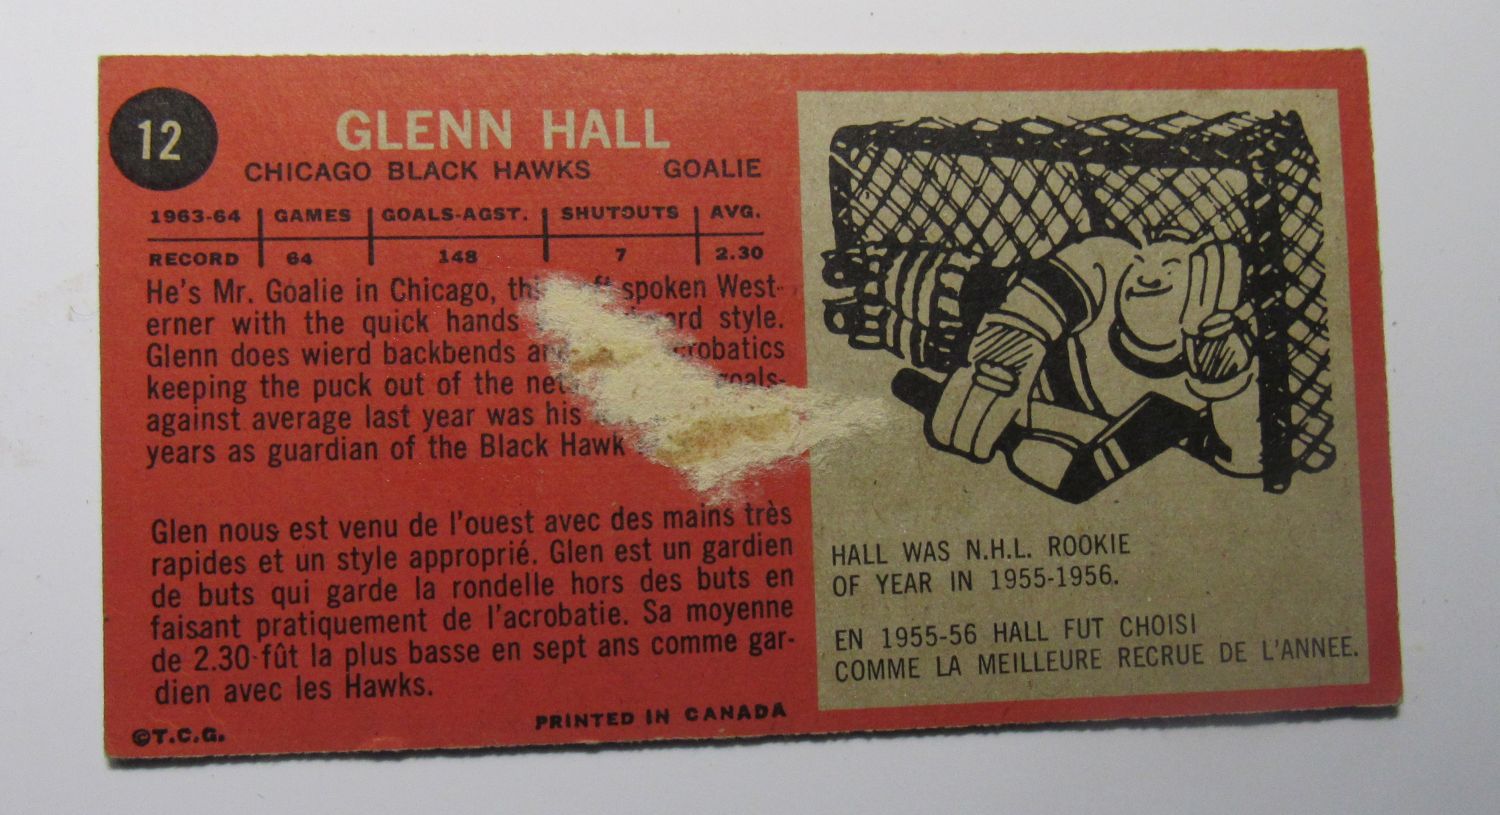 12
GLENN HALL
CHICAGO BLACK HAWKS GOALIE
1963-64 GAMES GOALS-AGST. SHUTOUTS AVG.
RECORD 64 148 7 2.30
He's Mr. Goalie in Chicago, spoken West-
erner with the quick hands style.
Glenn does wierd backbends
keeping the puck out of the goals-
against average last year was his
years as guardian of the Black Hawk
Glen nous est venu de l'ouest avec des mains très
rapides et un style approprié. Glen est un gardien
de buts qui garde la rondelle hors des buts en
faisant pratiquement de l'acrobatie. Sa moyenne
de 2.30 fût la plus basse en sept ans comme gar-
dien avec les Hawks.
©T.C.G. PRINTED IN CANADA
HALL WAS N.H.L. ROOKIE
OF YEAR IN 1955-1956.
EN 1955-56 HALL FUT CHOISI
COMME LA MEILLEURE RECRUE DE L'ANNEE.